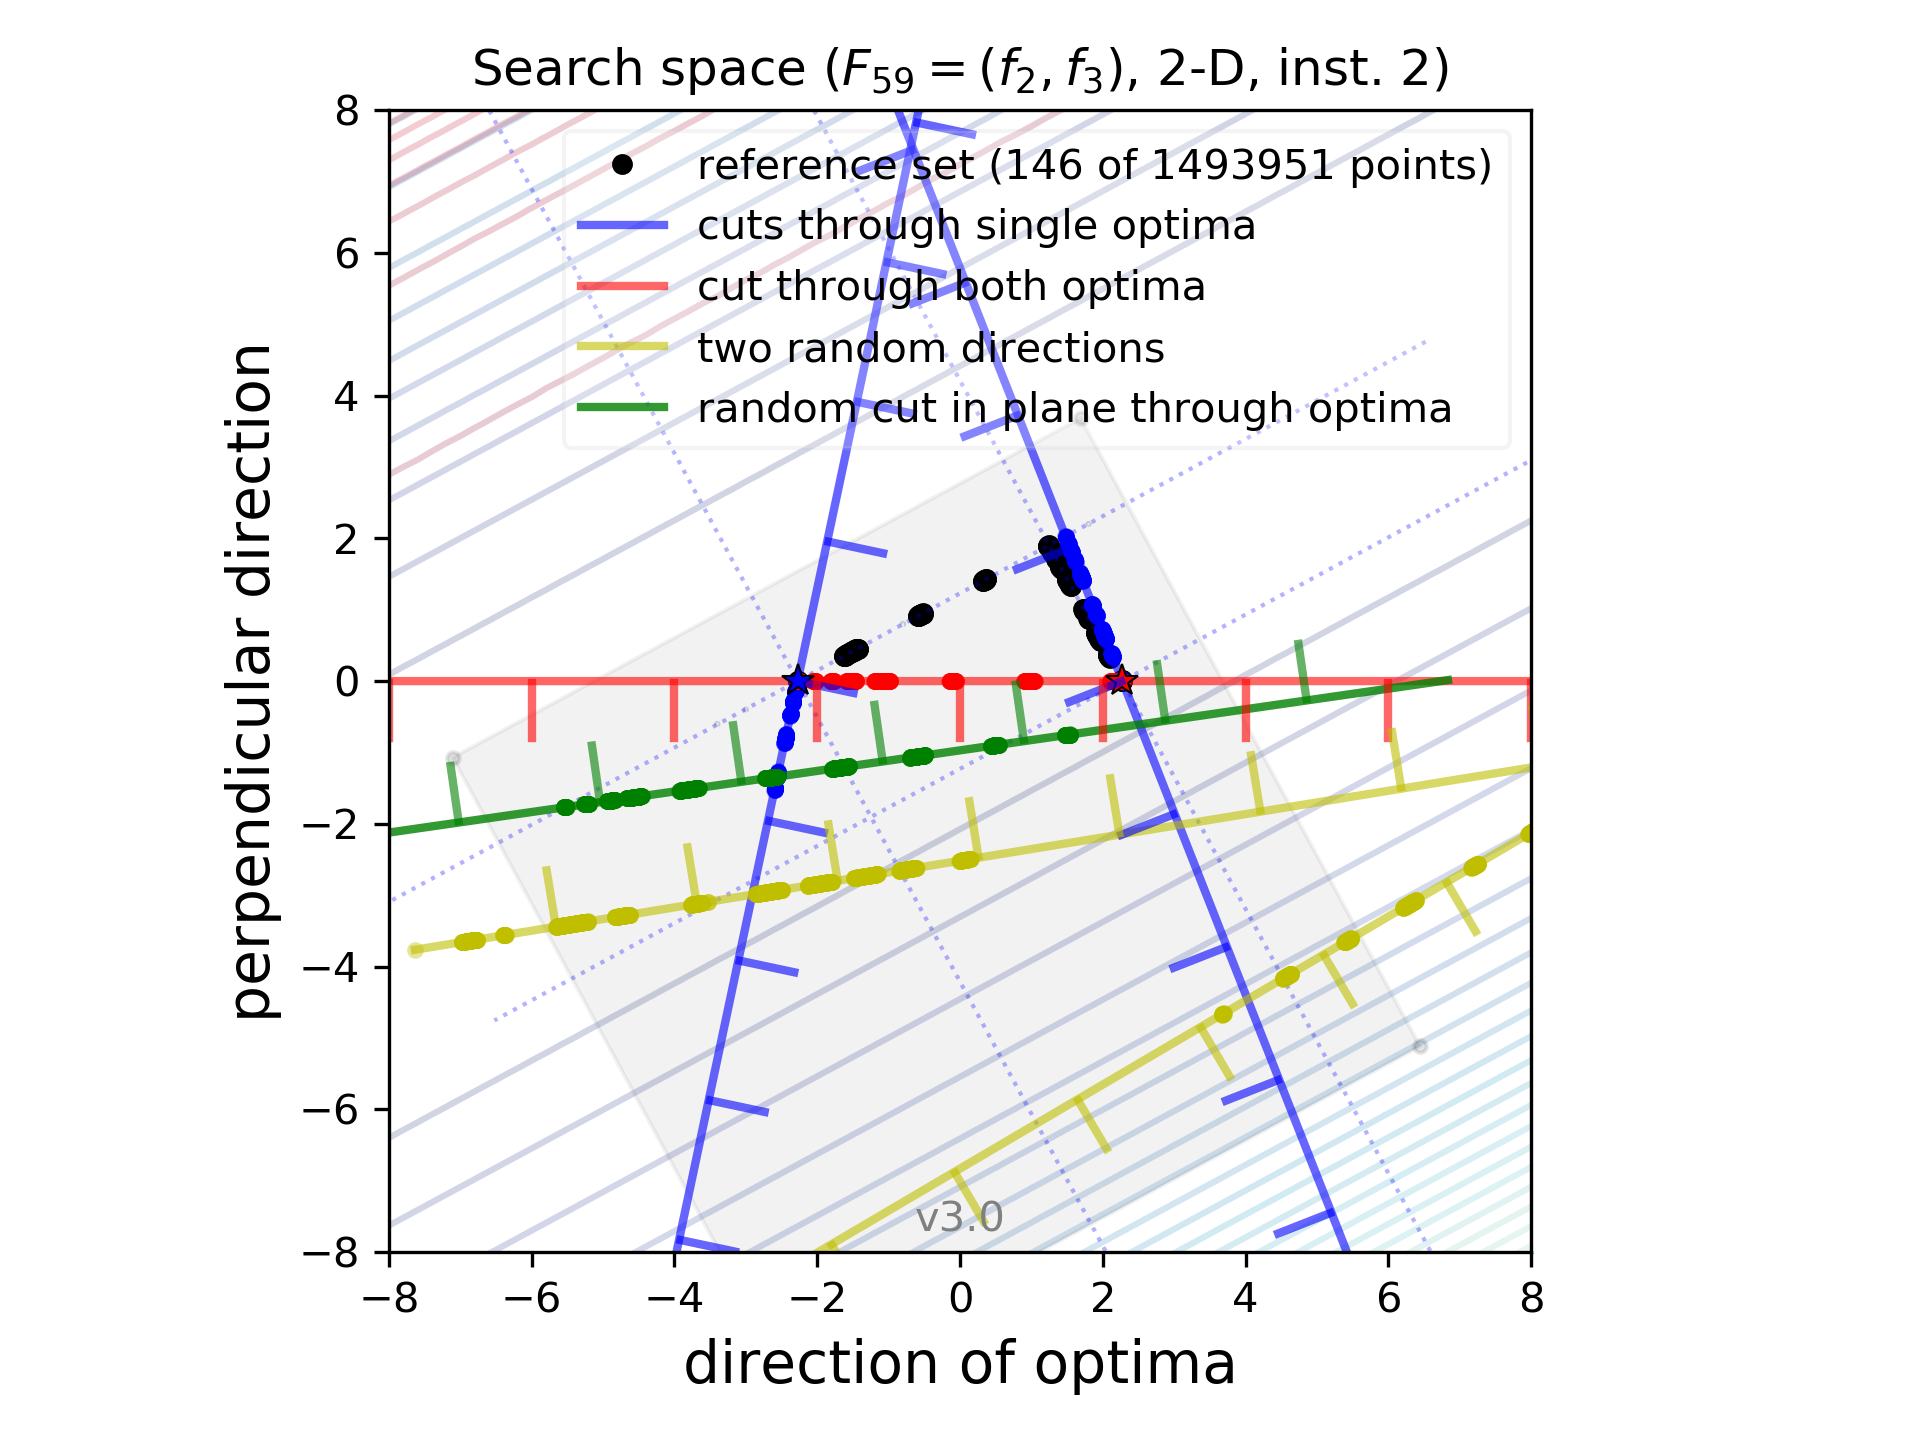 Search space (F59 = (f2, f3), 2-D, inst. 2)
reference set (146 of 1493951 points)
cuts through single optima
cut through both optima
two random directions
random cut in plane through optima
perpendicular direction
8
6
4
2
0
−2
−4
−6
−8
v3.0
−8 −6 −4 −2 0 2 4 6 8
direction of optima